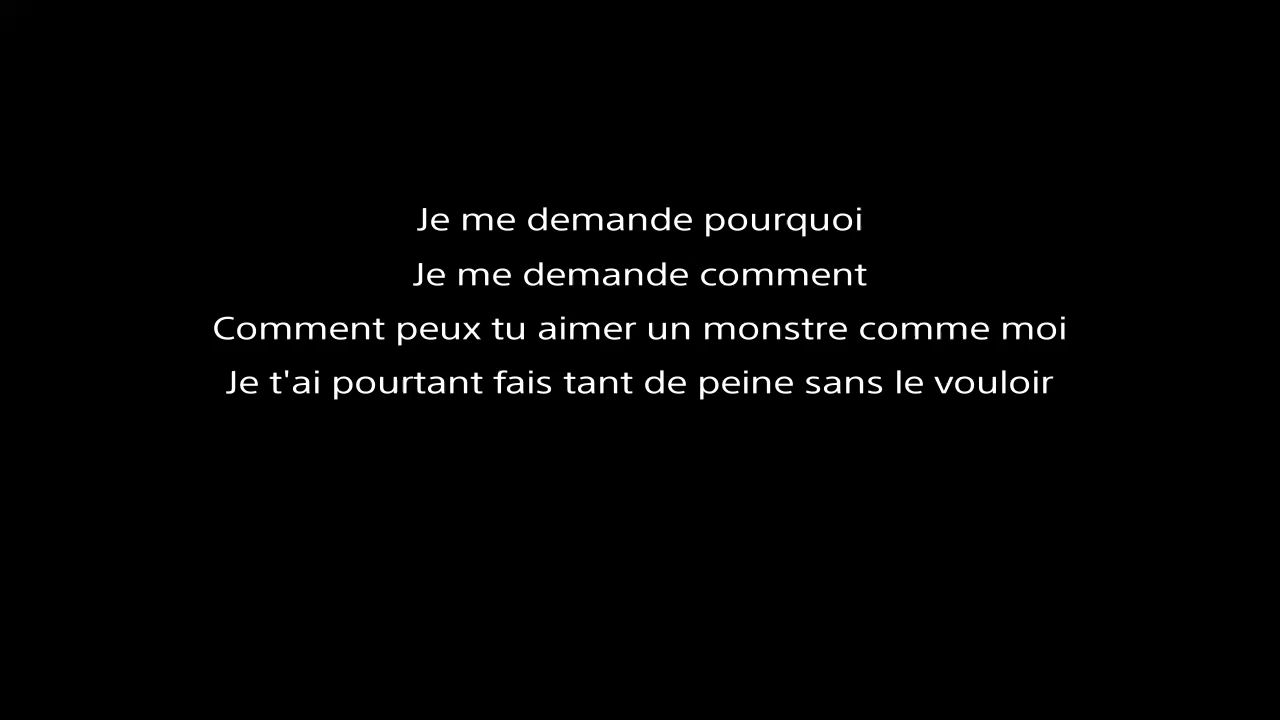 Je me demande pourquoi
Je me demande comment
Comment peux tu aimer un monstre comme moi
Je t'ai pourtant fais tant de peine sans le vouloir